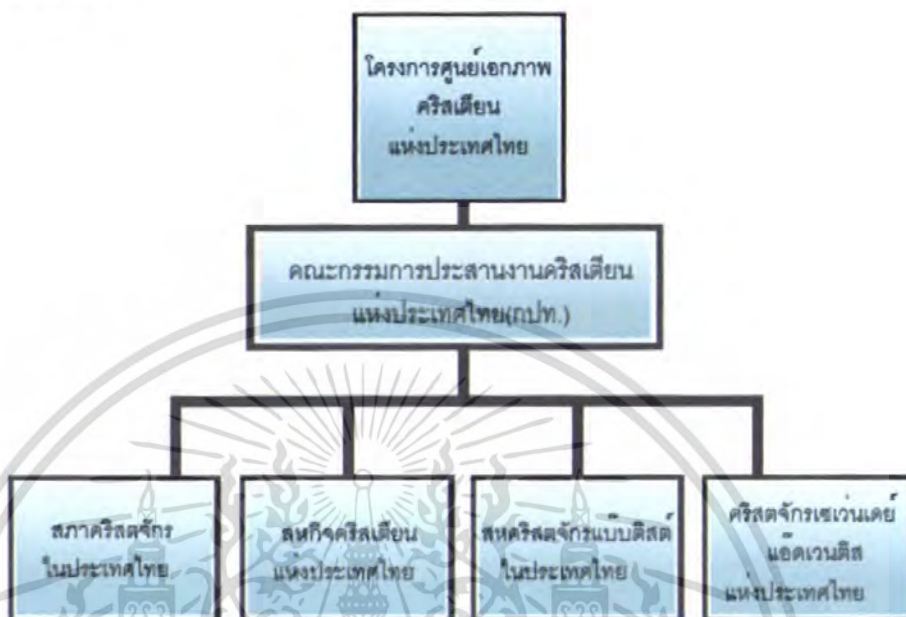 โครงการศูนย์เอกภาพ
คริสเตียน
แห่งประเทศไทย
คณะกรรมการประสานงานคริสเตียน
แห่งประเทศไทย(กปท.)
สภาคริสตจักร
ในประเทศไทย
สหกิจคริสเตียน
แห่งประเทศไทย
สหคริสตจักรแบ๊บติสต์
ในประเทศไทย
คริสตจักรเซเว่นเดย์
แอ๊ดเวนตีส
แห่งประเทศไทย